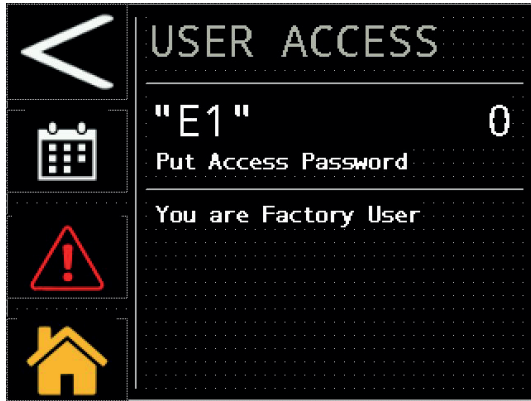 USER ACCESS
"E1" 0
Put Access Password
You are Factory User